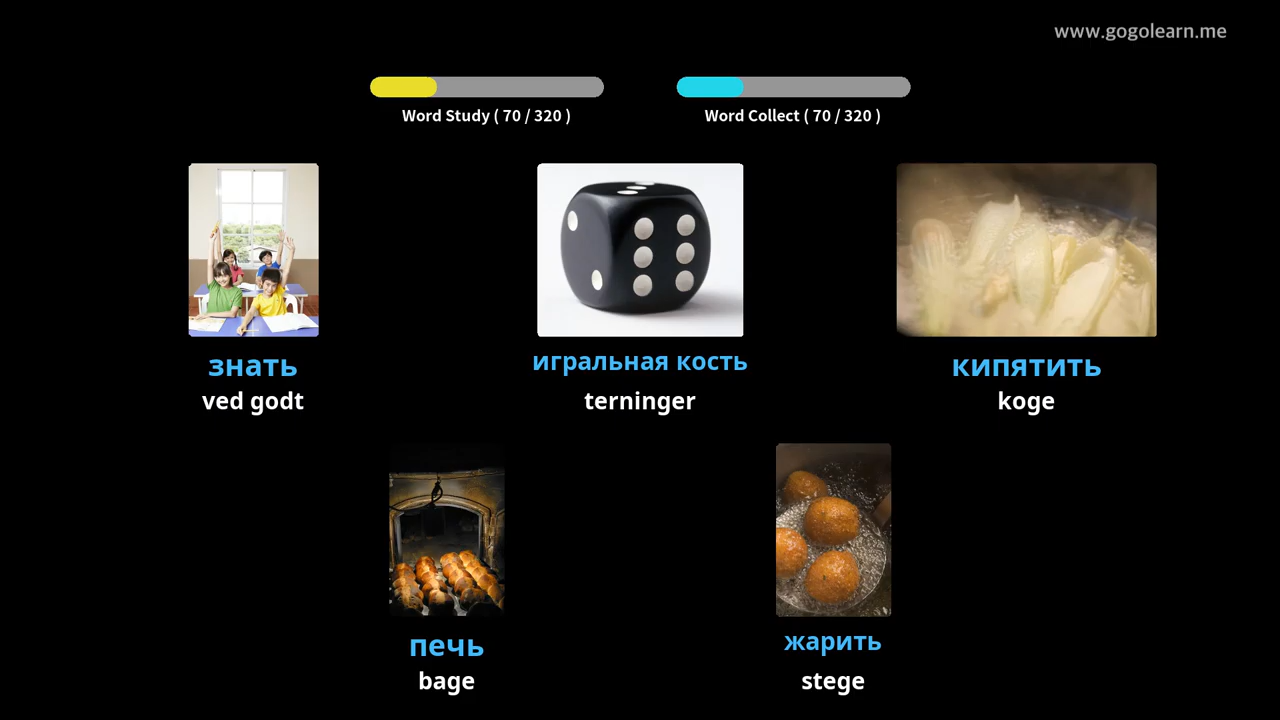 www.gogolearn.me
Word Study ( 70 / 320 )
Word Collect ( 70 / 320 )
знать
ved godt
игральная кость
terninger
кипятить
koge
печь
bage
жарить
stege